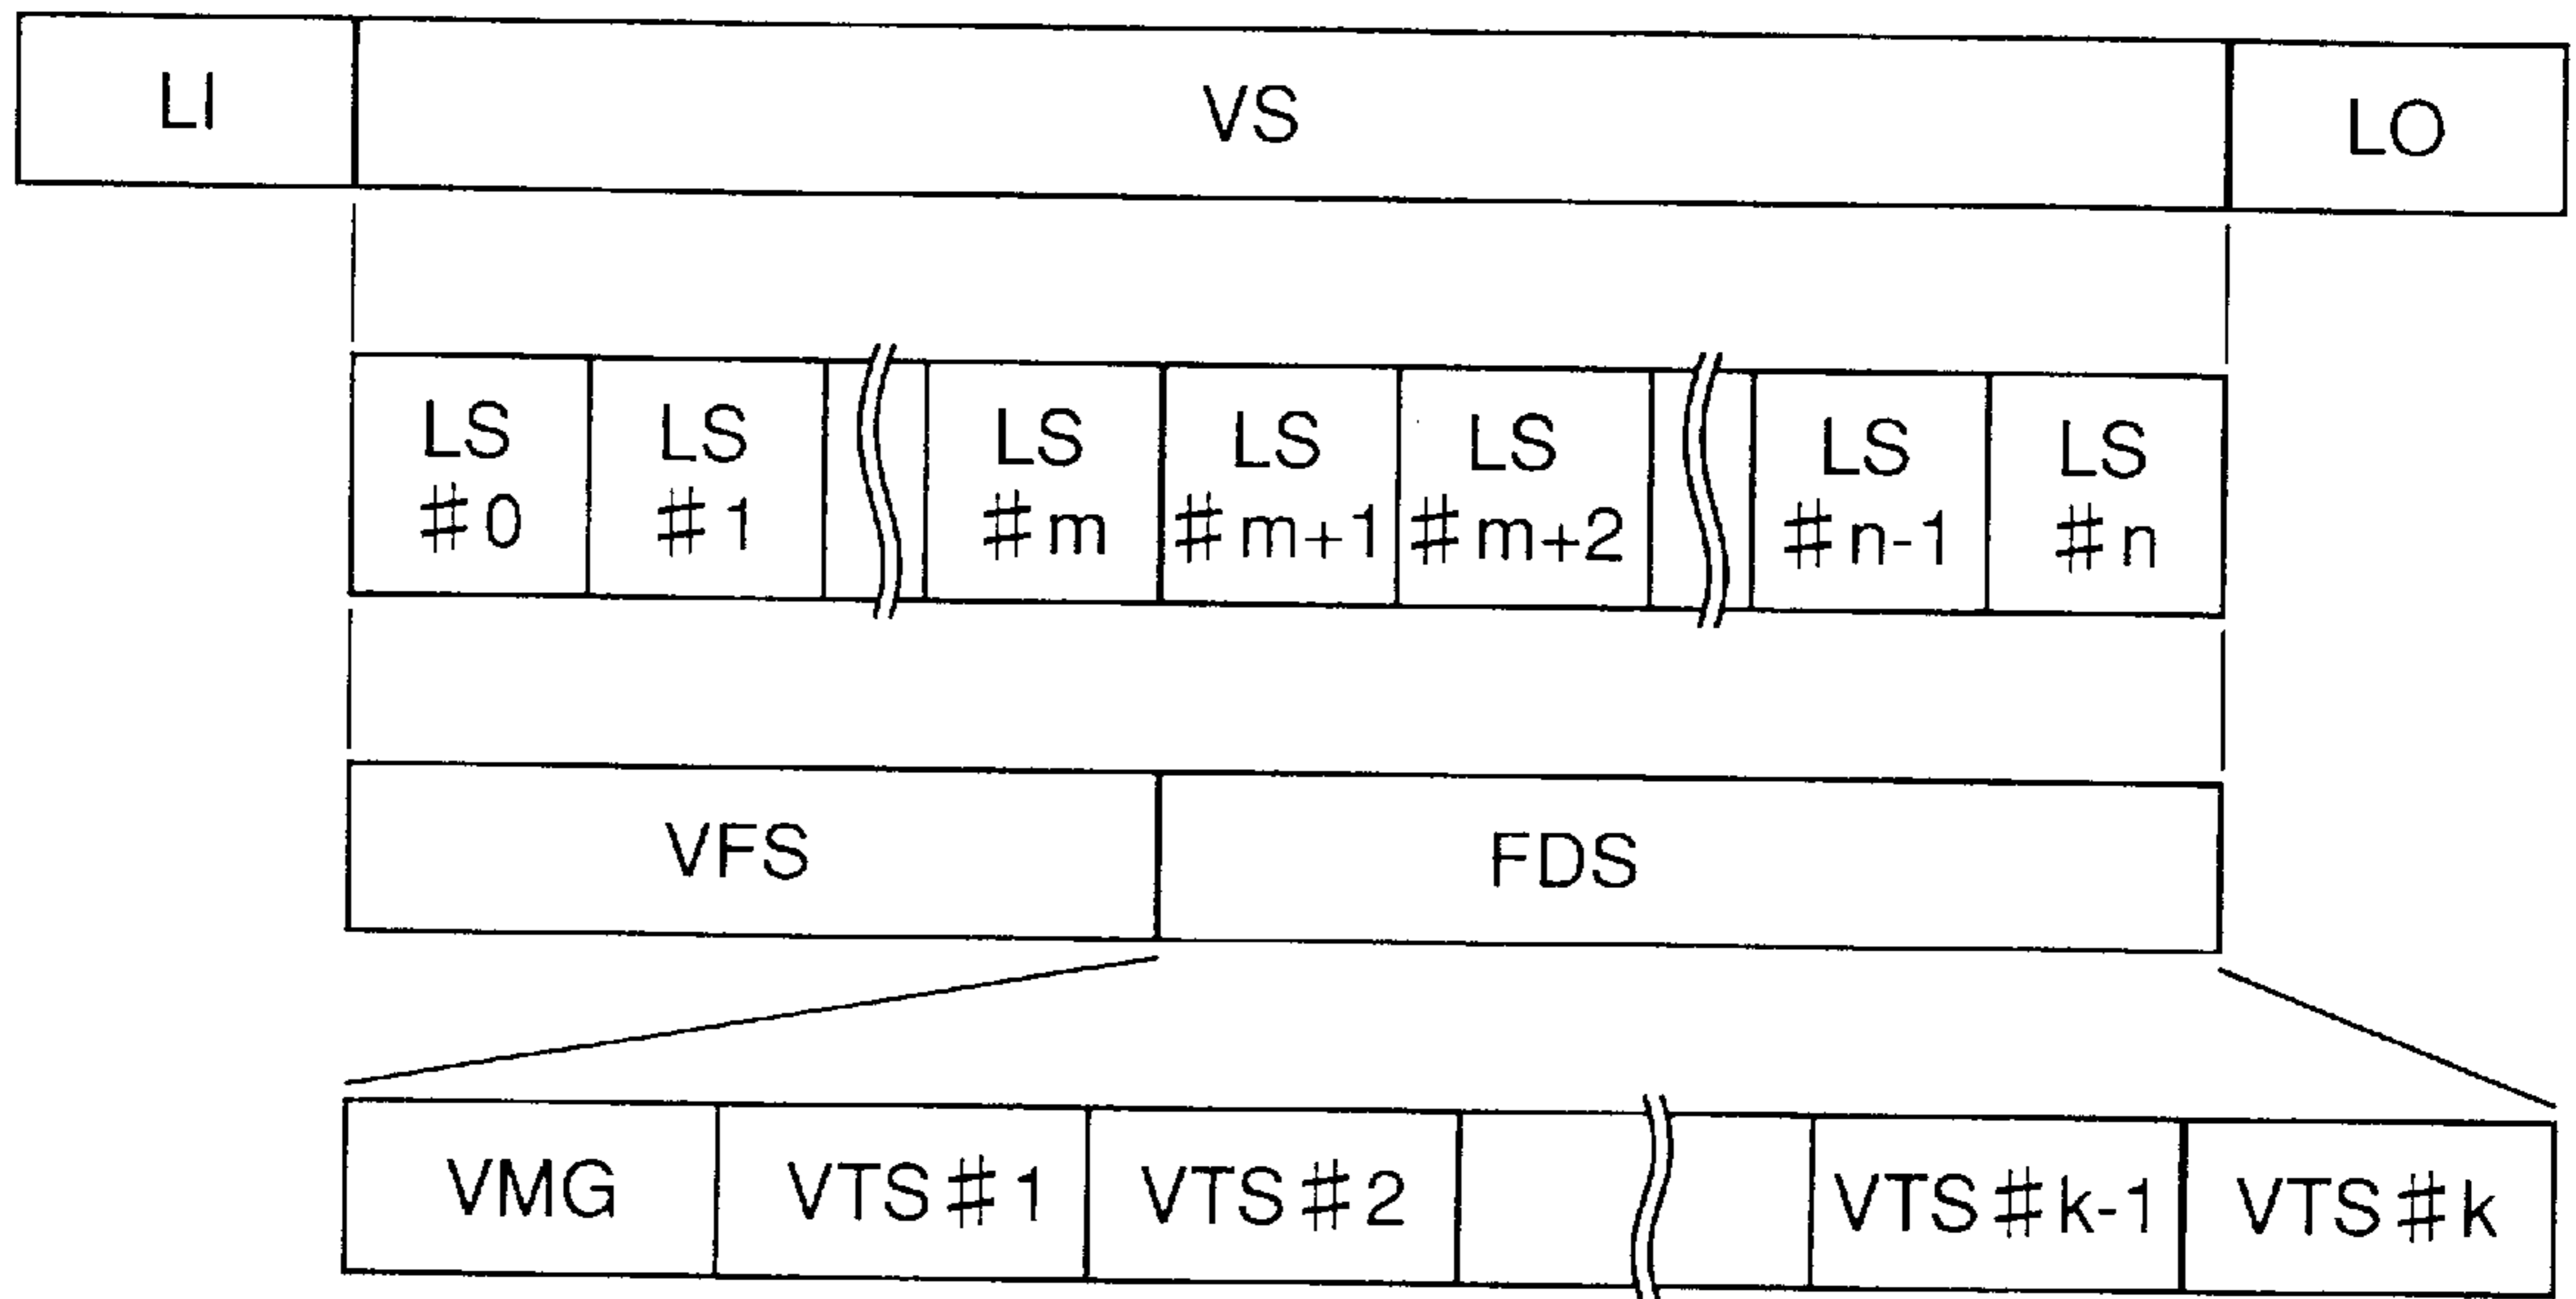 LI VS LO
LS LS LS LS LS LS LS
#0 #1 #m #m+1 #m+2 #n-1 #n
VFS FDS
VMG VTS#1 VTS#2 VTS#k-1 VTS#k